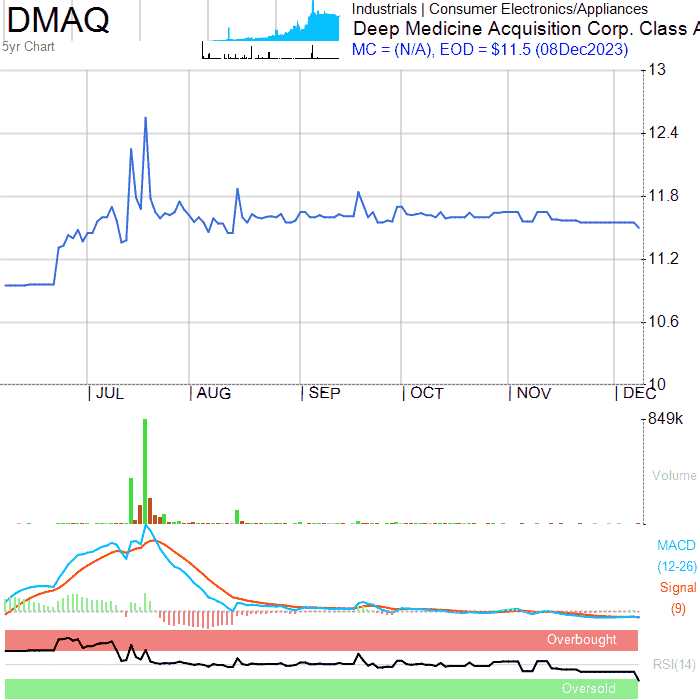 DMAQ
5yr Chart
Industrials | Consumer Electronics/Appliances
Deep Medicine Acquisition Corp. Class A
MC = (N/A), EOD = $11.5 (08Dec2023)
13
12.4
11.8
11.2
10.6
10
JUL AUG SEP OCT NOV DEC
849k
Volume
MACD
(12-26)
Signal
(9)
Overbought
RSI(14)
Oversold